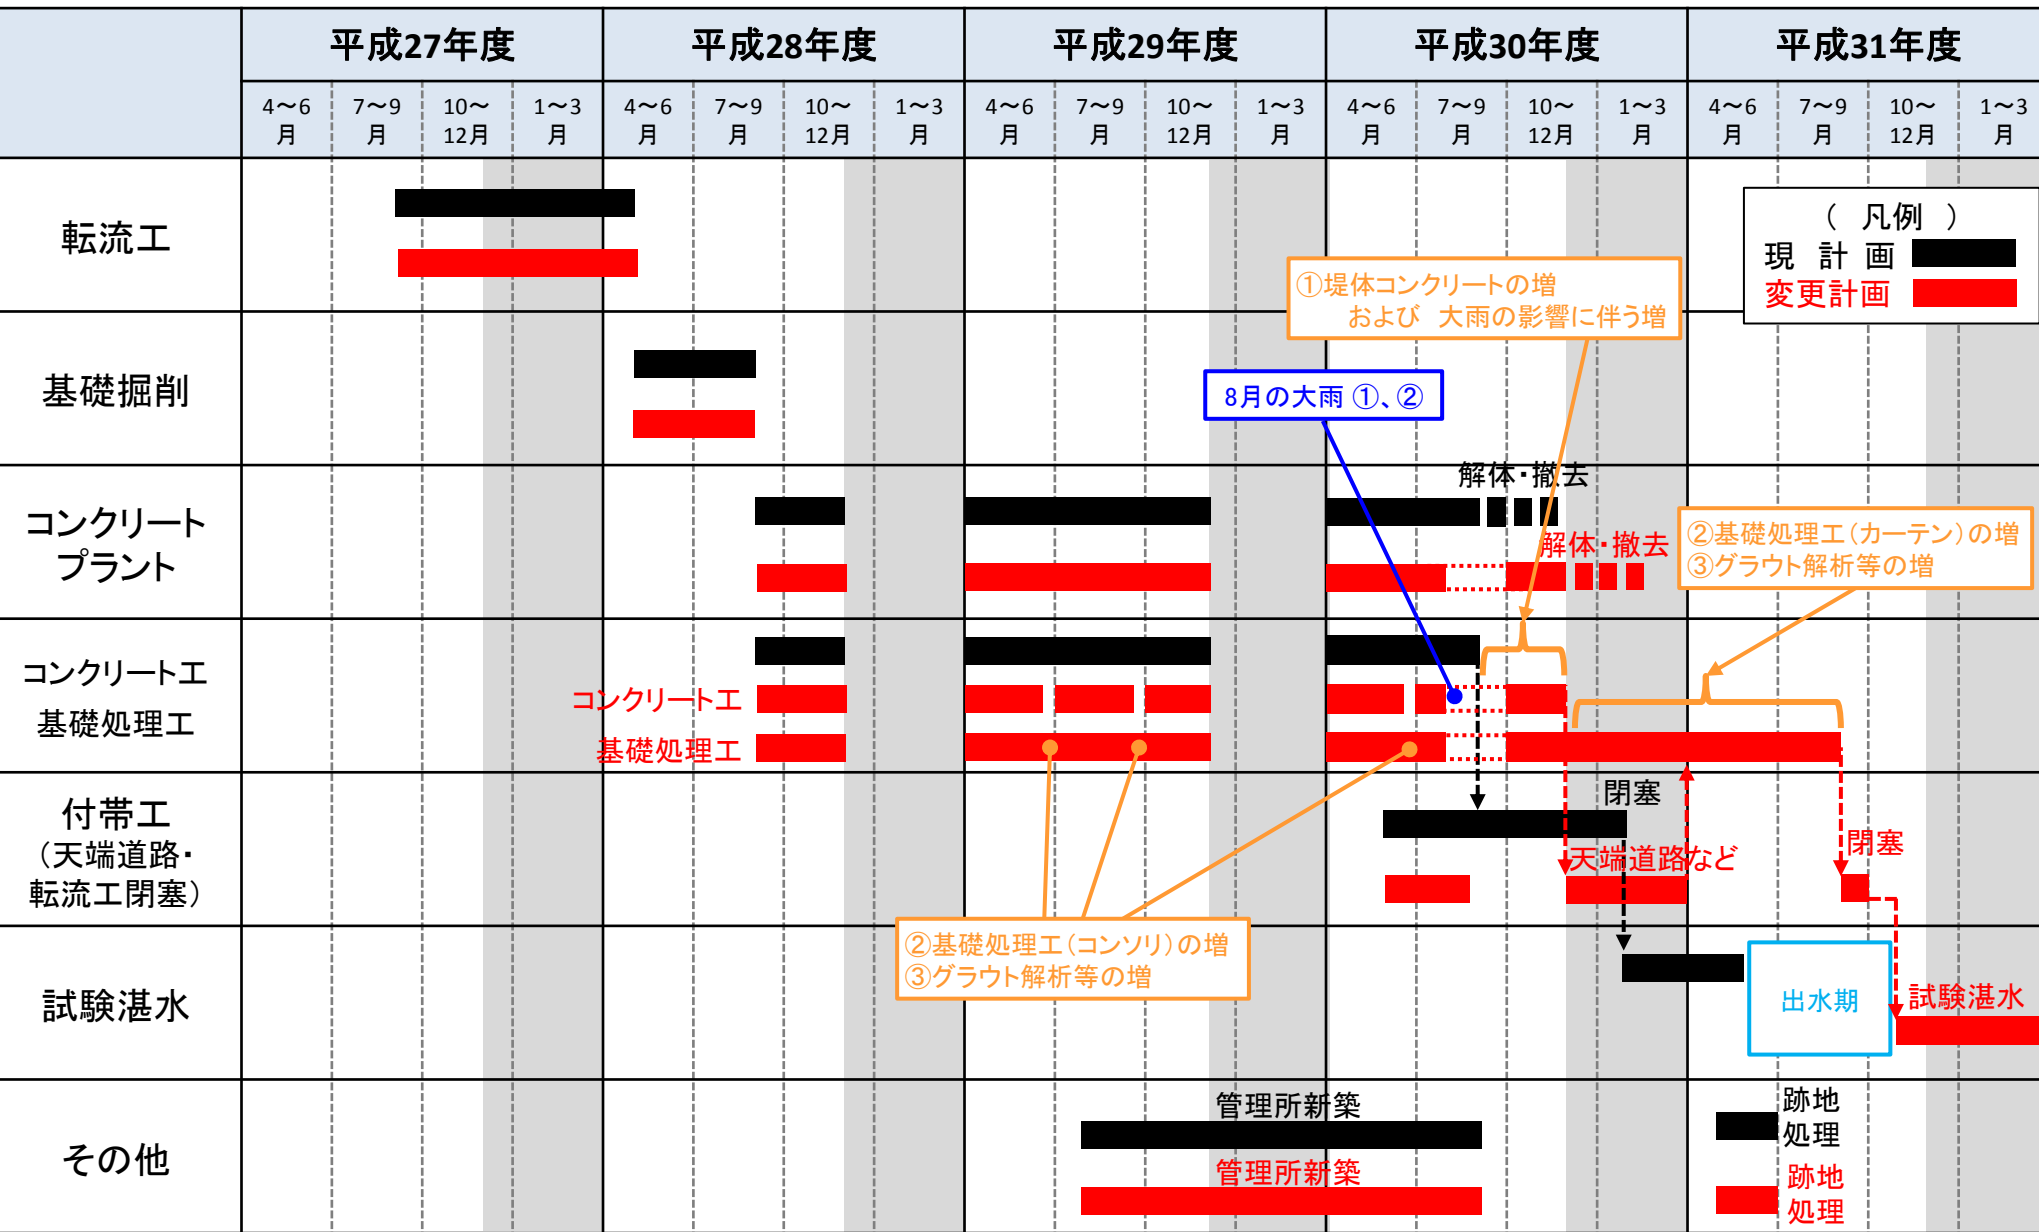 平成27年度 平成28年度 平成29年度 平成30年度 平成31年度
4～6月 7～9月 10～12月 1～3月 4～6月 7～9月 10～12月 1～3月 4～6月 7～9月 10～12月 1～3月 4～6月 7～9月 10～12月 1～3月 4～6月 7～9月 10～12月 1～3月
転流工
（ 凡例 ）
現 計 画
変更計画
①堤体コンクリートの増
および 大雨の影響に伴う増
基礎掘削
8月の大雨 ①、②
コンクリート
プラント
解体・撤去
解体・撤去
②基礎処理工（カーテン）の増
③グラウト解析等の増
コンクリート工
基礎処理工
コンクリート工
基礎処理工
付帯工
（天端道路・
転流工閉塞）
閉塞
天端道路など
閉塞
②基礎処理工（コンソリ）の増
③グラウト解析等の増
試験湛水
出水期
試験湛水
その他
管理所新築
管理所新築
跡地
処理
跡地
処理